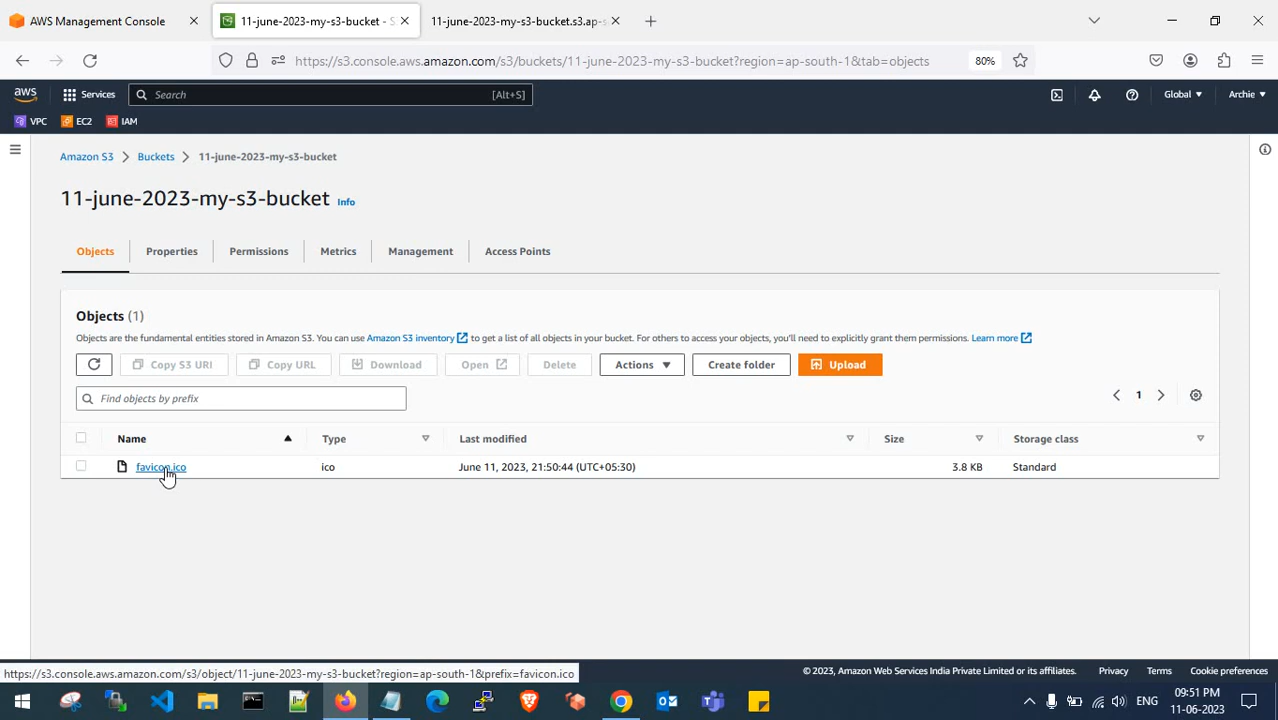 AWS Management Console
11-june-2023-my-s3-bucket - S
11-june-2023-my-s3-bucket.s3.ap-s
https://s3.console.aws.amazon.com/s3/buckets/11-june-2023-my-s3-bucket?region=ap-south-1&tab=objects
80%
aws
Services
Search
[Alt+S]
Global
Archie
VPC
EC2
IAM
Amazon S3 > Buckets > 11-june-2023-my-s3-bucket
11-june-2023-my-s3-bucket Info
Objects
Properties
Permissions
Metrics
Management
Access Points
Objects (1)
Objects are the fundamental entities stored in Amazon S3. You can use Amazon S3 inventory to get a list of all objects in your bucket. For others to access your objects, you'll need to explicitly grant them permissions. Learn more
Copy S3 URI
Copy URL
Download
Open
Delete
Actions
Create folder
Upload
Find objects by prefix
1
Name
Type
Last modified
Size
Storage class
favicon.ico
ico
June 11, 2023, 21:50:44 (UTC+05:30)
3.8 KB
Standard
https://s3.console.aws.amazon.com/s3/object/11-june-2023-my-s3-bucket?region=ap-south-1&prefix=favicon.ico
© 2023, Amazon Web Services India Private Limited or its affiliates.
Privacy
Terms
Cookie preferences
ENG
09:51 PM
11-06-2023